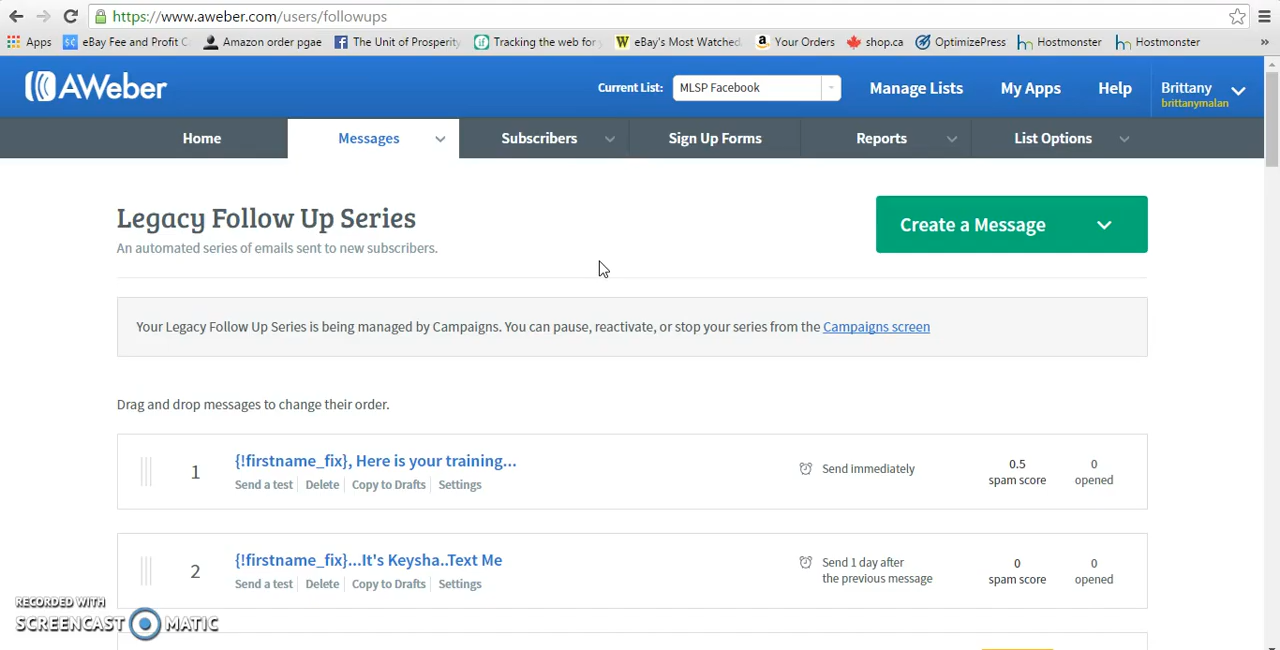 https://www.aweber.com/users/followups
Apps eBay Fee and Profit C Amazon order pgae The Unit of Prosperity Tracking the web for y eBay's Most Watched Your Orders shop.ca OptimizePress Hostmonster Hostmonster »
AWeber Current List: MLSP Facebook Manage Lists My Apps Help Brittany
brittanymalan
Home Messages Subscribers Sign Up Forms Reports List Options
Legacy Follow Up Series
Create a Message
An automated series of emails sent to new subscribers.
Your Legacy Follow Up Series is being managed by Campaigns. You can pause, reactivate, or stop your series from the Campaigns screen
Drag and drop messages to change their order.
1 {!firstname_fix}, Here is your training... Send immediately 0.5 0
Send a test Delete Copy to Drafts Settings spam score opened
2 {!firstname_fix}...It's Keysha..Text Me Send 1 day after 0 0
Send a test Delete Copy to Drafts Settings the previous message spam score opened
RECORDED WITH
SCREENCAST MATIC